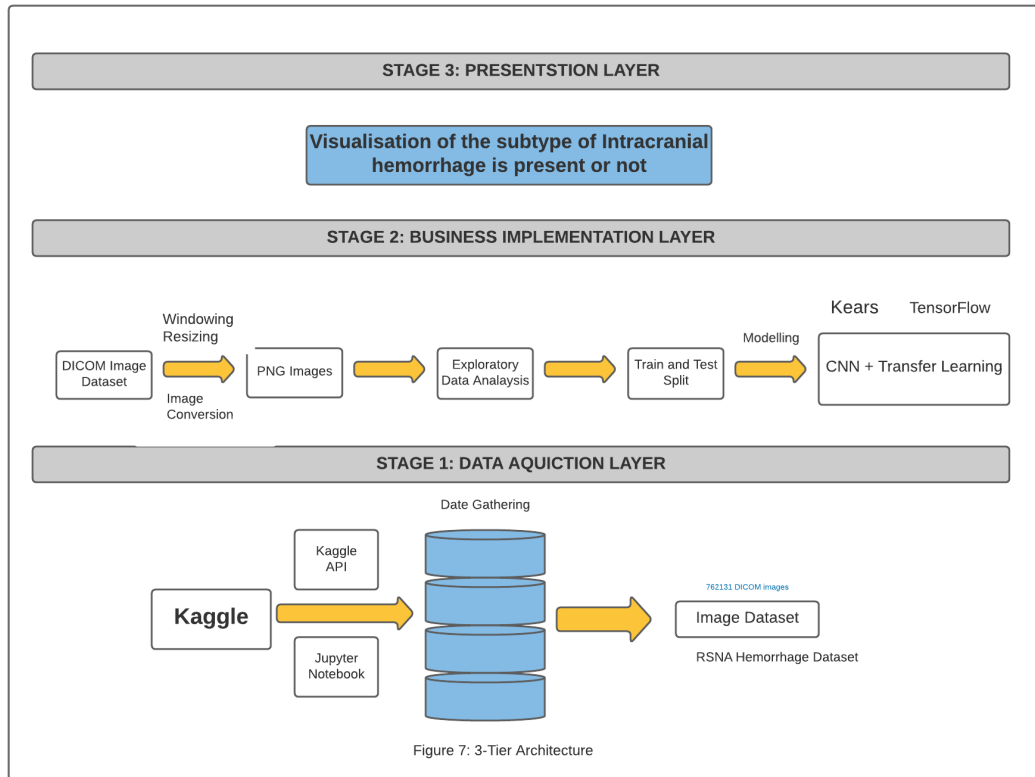 STAGE 3: PRESENTSTION LAYER
Visualisation of the subtype of Intracranial
hemorrhage is present or not
STAGE 2: BUSINESS IMPLEMENTATION LAYER
Windowing
Resizing
DICOM Image
Dataset
Image
Conversion
PNG Images
Exploratory
Data Analaysis
Train and Test
Split
Modelling
Kears
TensorFlow
CNN + Transfer Learning
STAGE 1: DATA AQUICTION LAYER
Date Gathering
Kaggle
Kaggle
API
Jupyter
Notebook
762131 DICOM images
Image Dataset
RSNA Hemorrhage Dataset
Figure 7: 3-Tier Architecture